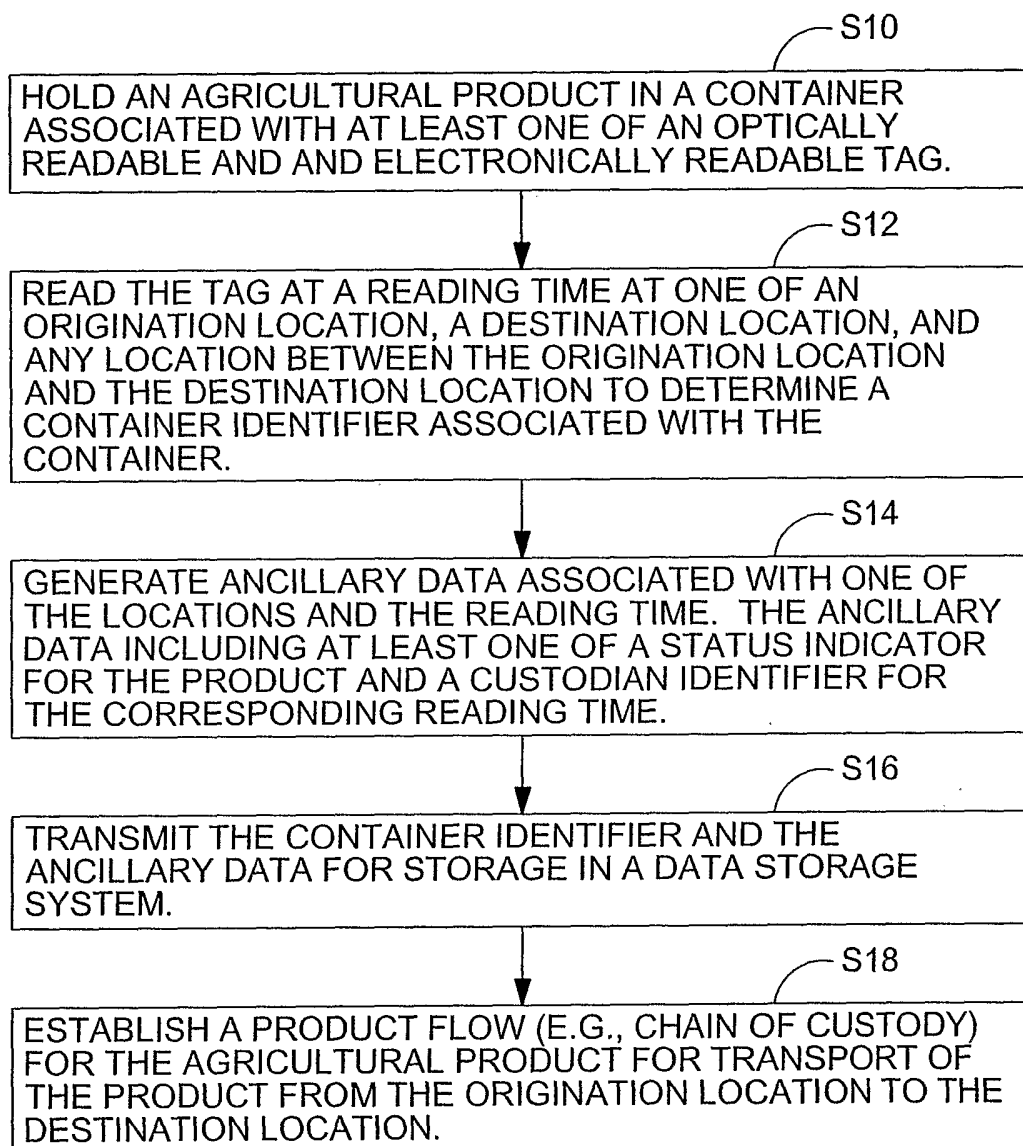 S10
HOLD AN AGRICULTURAL PRODUCT IN A CONTAINER
ASSOCIATED WITH AT LEAST ONE OF AN OPTICALLY
READABLE AND AND ELECTRONICALLY READABLE TAG.
S12
READ THE TAG AT A READING TIME AT ONE OF AN
ORIGINATION LOCATION, A DESTINATION LOCATION, AND
ANY LOCATION BETWEEN THE ORIGINATION LOCATION
AND THE DESTINATION LOCATION TO DETERMINE A
CONTAINER IDENTIFIER ASSOCIATED WITH THE
CONTAINER.
S14
GENERATE ANCILLARY DATA ASSOCIATED WITH ONE OF
THE LOCATIONS AND THE READING TIME. THE ANCILLARY
DATA INCLUDING AT LEAST ONE OF A STATUS INDICATOR
FOR THE PRODUCT AND A CUSTODIAN IDENTIFIER FOR
THE CORRESPONDING READING TIME.
S16
TRANSMIT THE CONTAINER IDENTIFIER AND THE
ANCILLARY DATA FOR STORAGE IN A DATA STORAGE
SYSTEM.
S18
ESTABLISH A PRODUCT FLOW (E.G., CHAIN OF CUSTODY)
FOR THE AGRICULTURAL PRODUCT FOR TRANSPORT OF
THE PRODUCT FROM THE ORIGINATION LOCATION TO THE
DESTINATION LOCATION.